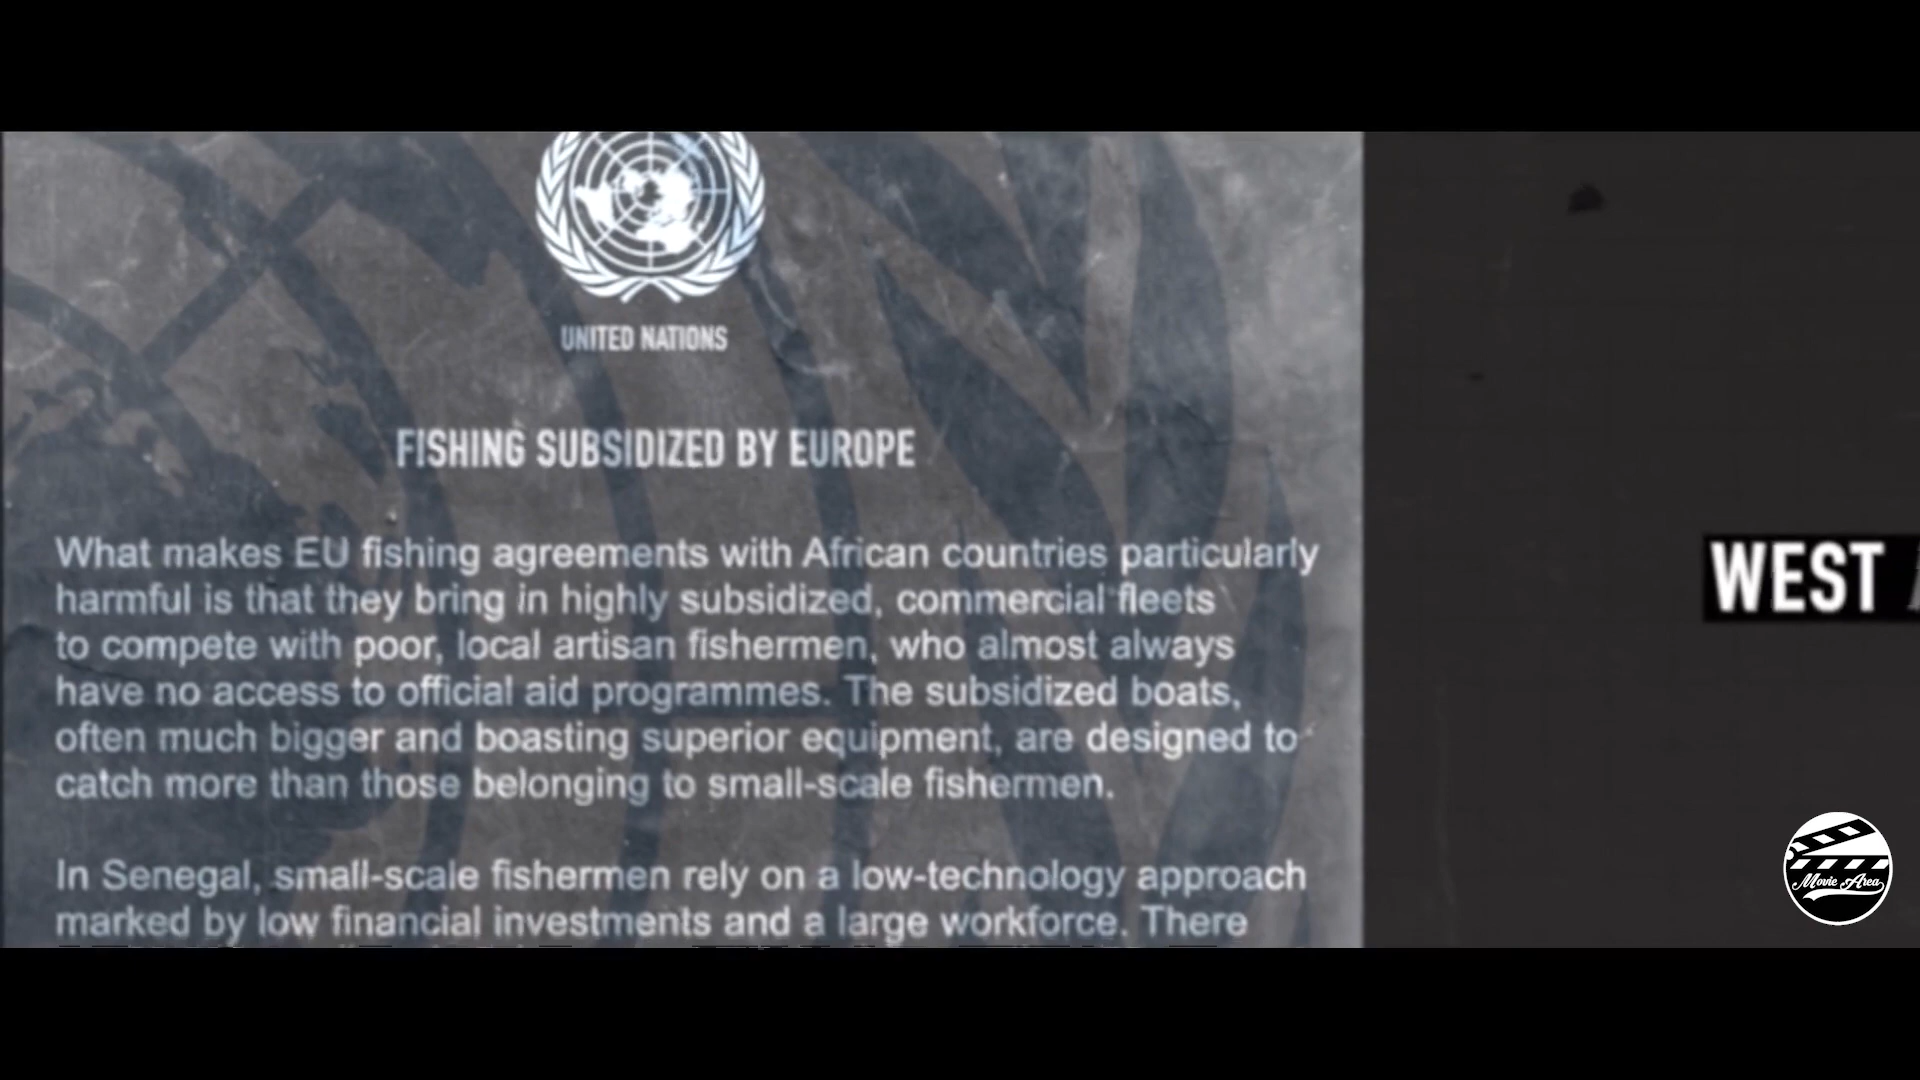 UNITED NATIONS
FISHING SUBSIDIZED BY EUROPE
What makes EU fishing agreements with African countries particularly
harmful is that they bring in highly subsidized, commercial fleets
to compete with poor, local artisan fishermen, who almost always
have no access to official aid programmes. The subsidized boats,
often much bigger and boasting superior equipment, are designed to
catch more than those belonging to small-scale fishermen.
In Senegal, small-scale fishermen rely on a low-technology approach
marked by low financial investments and a large workforce. There
WEST
Movie Area